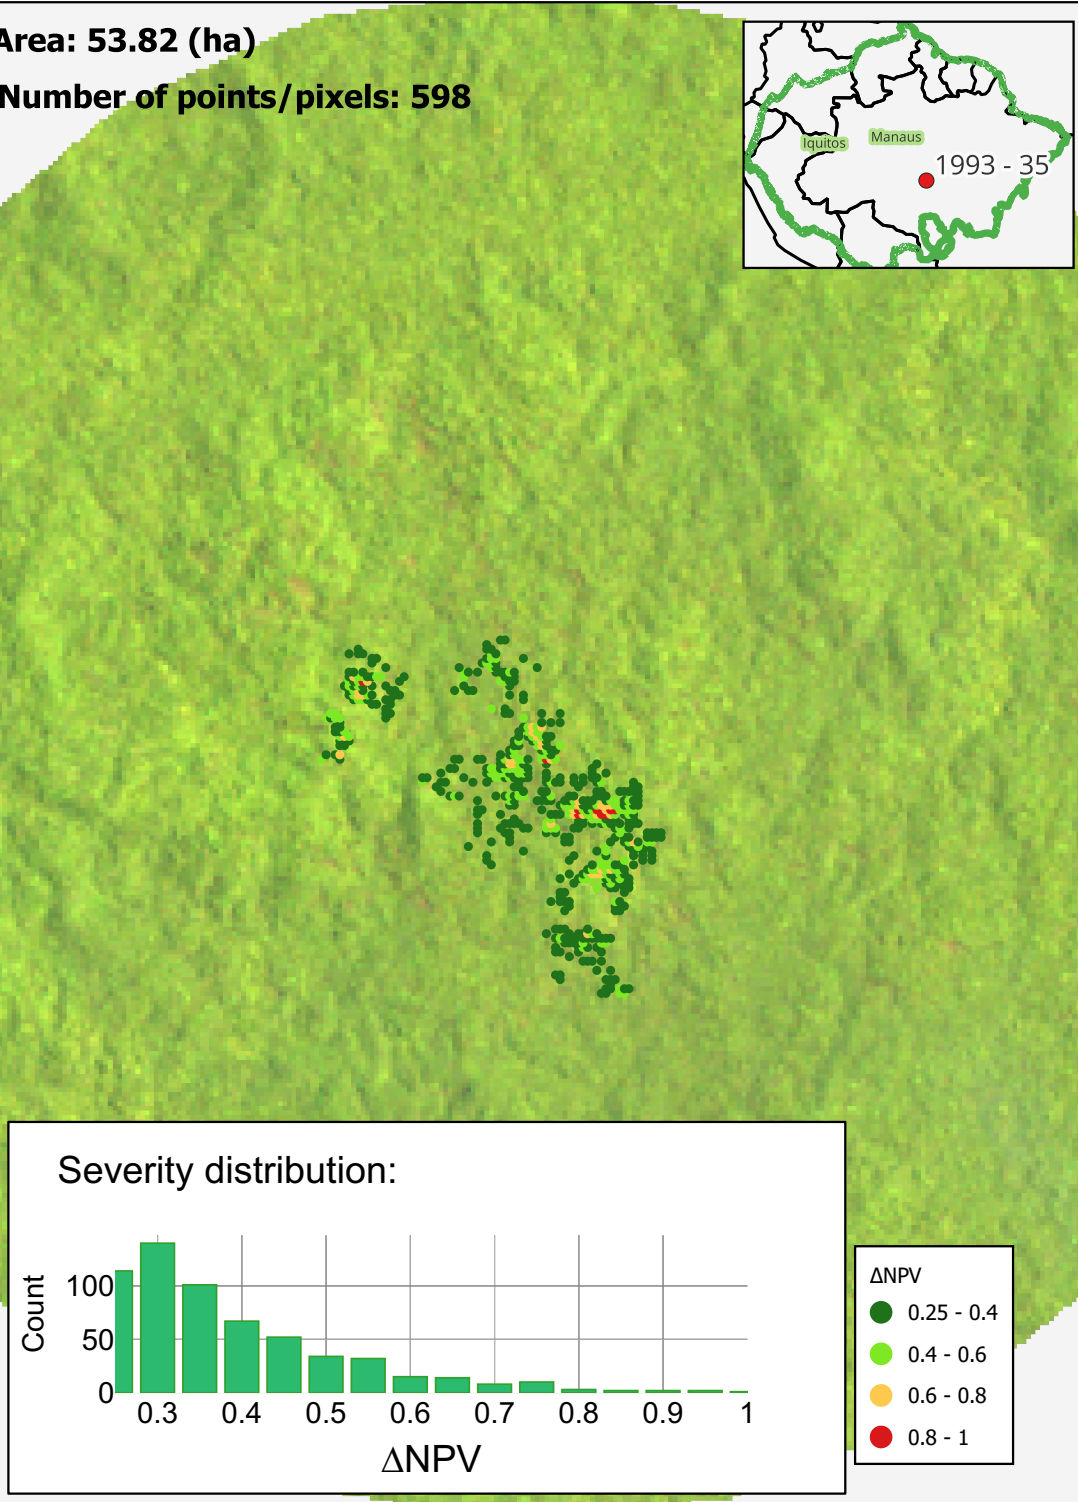 Area: 53.82 (ha)
Number of points/pixels: 598
Iquitos
Manaus
1993 - 35
Severity distribution:
Count
100
50
0
0.3 0.4 0.5 0.6 0.7 0.8 0.9 1
ΔNPV
ΔNPV
0.25 - 0.4
0.4 - 0.6
0.6 - 0.8
0.8 - 1